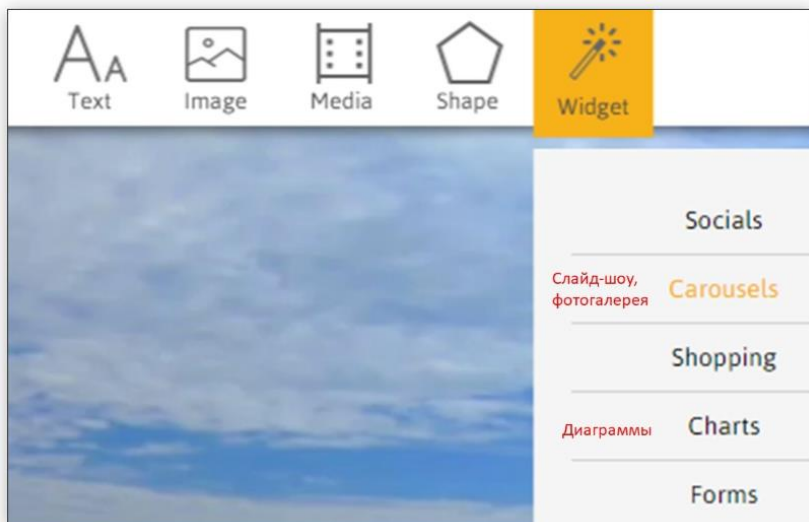 Text
Image
Media
Shape
Widget
Socials
Слайд-шоу,
фотогалерея
Carousels
Shopping
Диаграммы
Charts
Forms